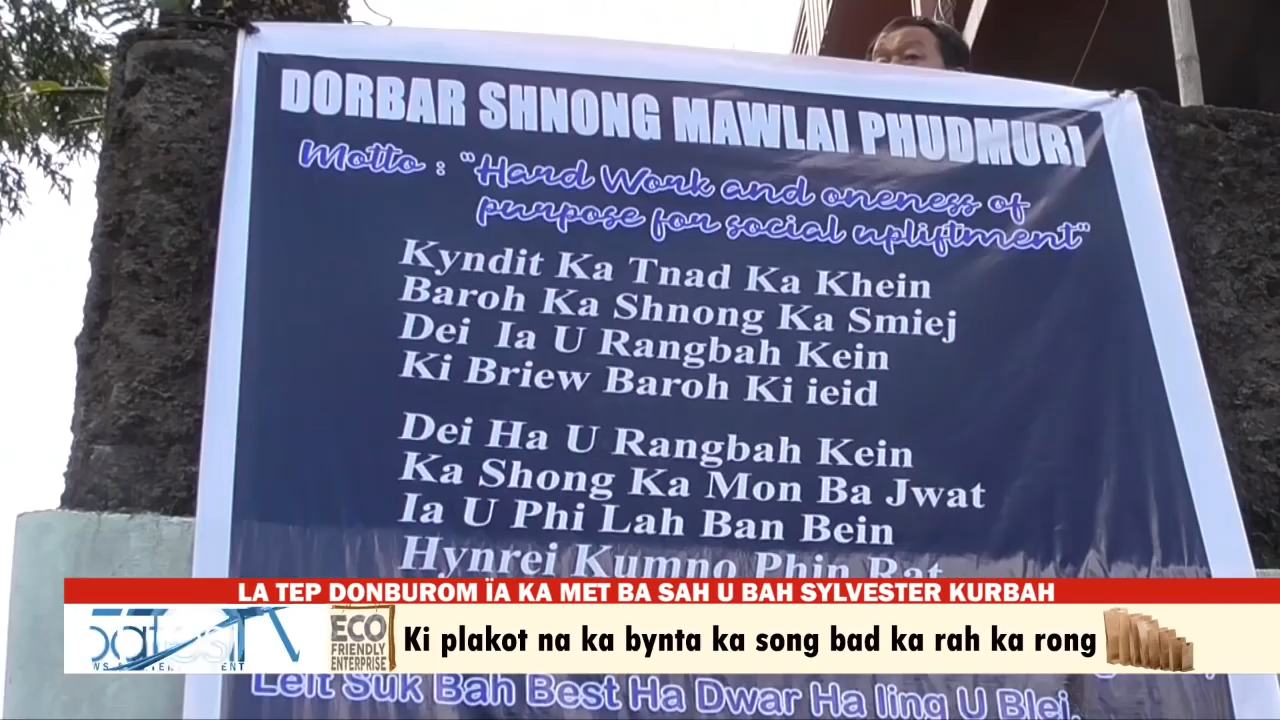 DORBAR SHNONG MAWLAI PHUDMURI
Motto : "Hard Work and oneness of
purpose for social upliftment"
Kyndit Ka Tnad Ka Khein
Baroh Ka Shnong Ka Smiej
Dei Ia U Rangbah Kein
Ki Briew Baroh Ki ieid
Dei Ha U Rangbah Kein
Ka Shong Ka Mon Ba Jwat
Ia U Phi Lah Ban Bein
Hynrei Kumno Phin Rat
LA TEP DONBUROM ÏA KA MET BA SAH U BAH SYLVESTER KURBAH
ECO
FRIENDLY
ENTERPRISE
Ki plakot na ka bynta ka song bad ka rah ka rong
Leit Suk Bah Best Ha Dwar Ha Iing U Blei.